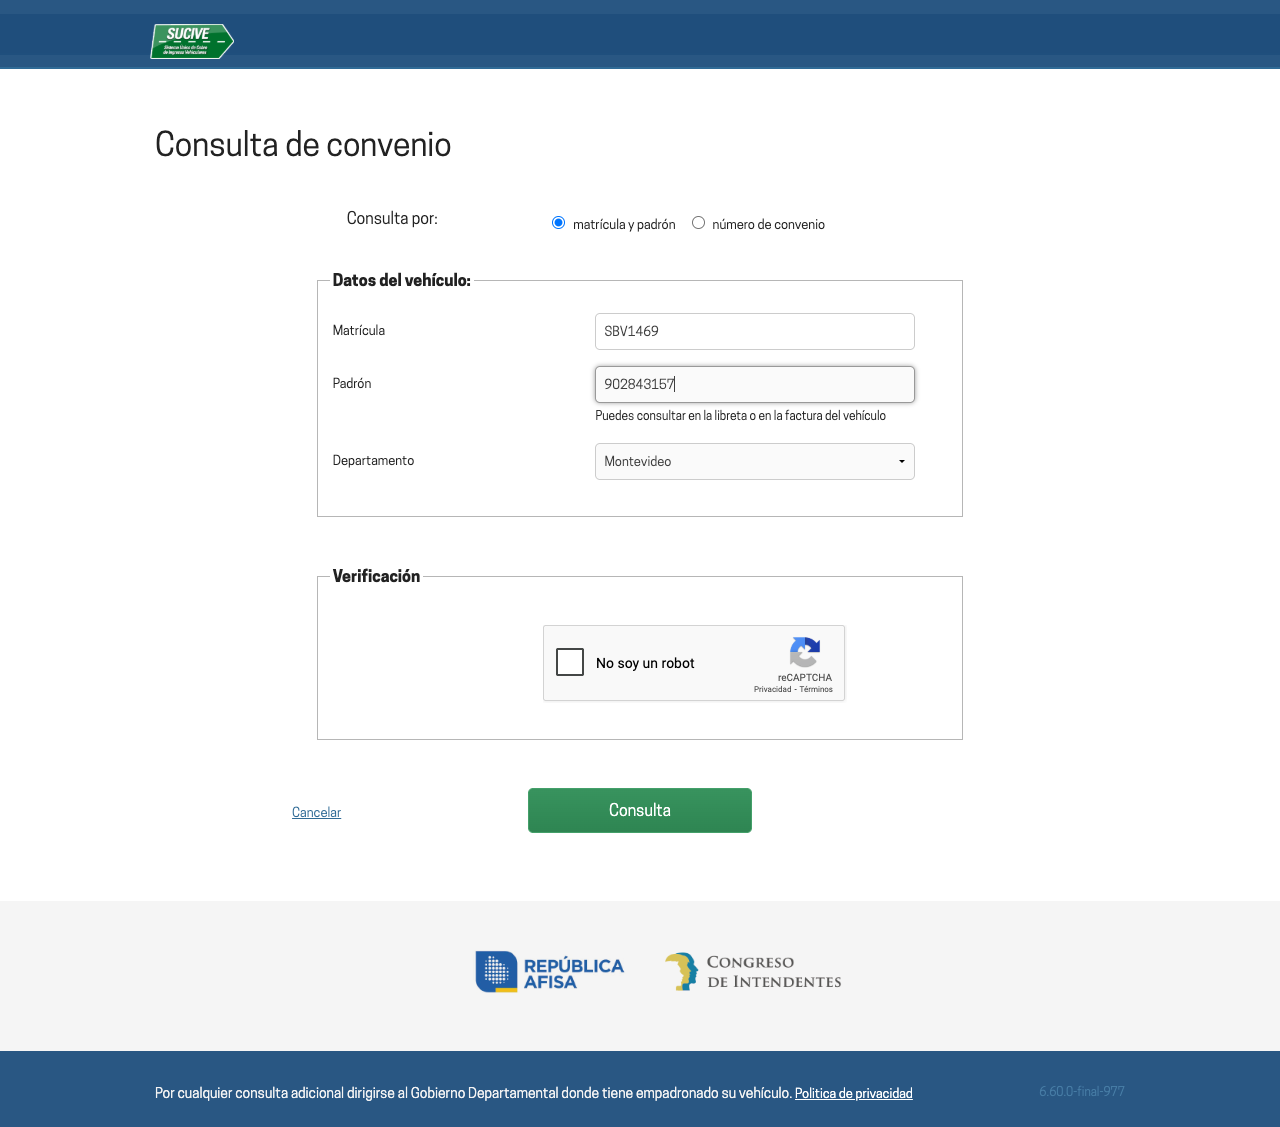 SUCIVE
Sistema Único de Cobro
de Ingresos Vehiculares
Consulta de convenio
Consulta por:
matrícula y padrón
número de convenio
Datos del vehículo:
Matrícula
SBV1469
Padrón
902843157
Puedes consultar en la libreta o en la factura del vehículo
Departamento
Montevideo
Verificación
No soy un robot
reCAPTCHA
Privacidad - Términos
Cancelar
Consulta
REPÚBLICA
AFISA
CONGRESO
DE INTENDENTES
Por cualquier consulta adicional dirigirse al Gobierno Departamental donde tiene empadronado su vehículo. Politica de privacidad
6.60.0-final-977